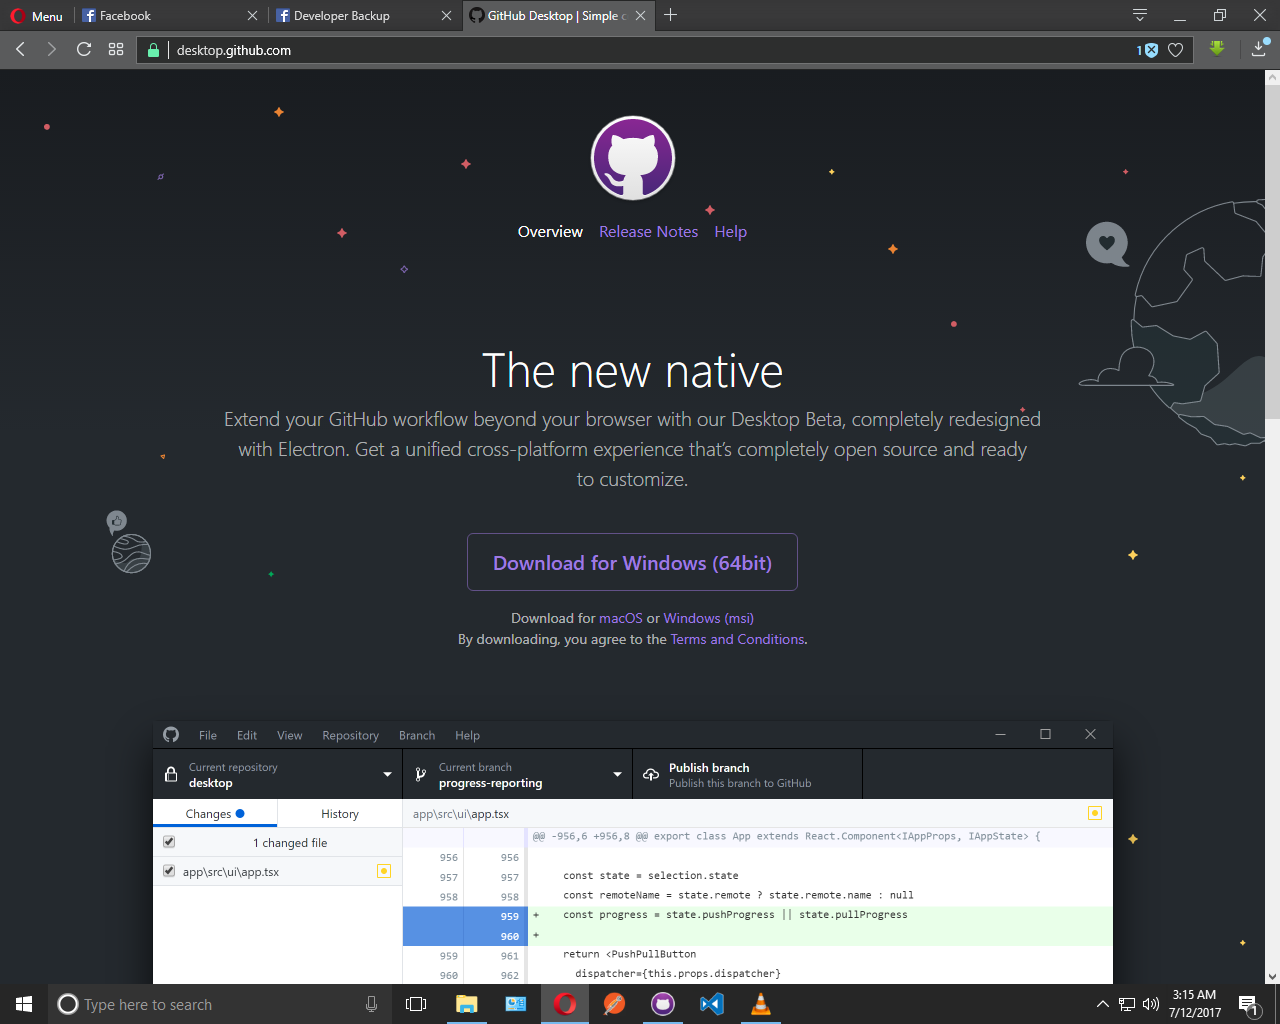 Menu
Facebook
Developer Backup
GitHub Desktop | Simple c
desktop.github.com
1
Overview Release Notes Help
The new native
Extend your GitHub workflow beyond your browser with our Desktop Beta, completely redesigned
with Electron. Get a unified cross-platform experience that’s completely open source and ready
to customize.
Download for Windows (64bit)
Download for macOS or Windows (msi)
By downloading, you agree to the Terms and Conditions.
File Edit View Repository Branch Help
Current repository
desktop
Current branch
progress-reporting
Publish branch
Publish this branch to GitHub
Changes History
app\src\ui\app.tsx
1 changed file
app\src\ui\app.tsx
@@ -956,6 +956,8 @@ export class App extends React.Component<IAppProps, IAppState> {
956 956
957 957 const state = selection.state
958 958 const remoteName = state.remote ? state.remote.name : null
959 + const progress = state.pushProgress || state.pullProgress
960 +
959 961 return <PushPullButton
960 962 dispatcher={this.props.dispatcher}
Type here to search
3:15 AM
7/12/2017
1